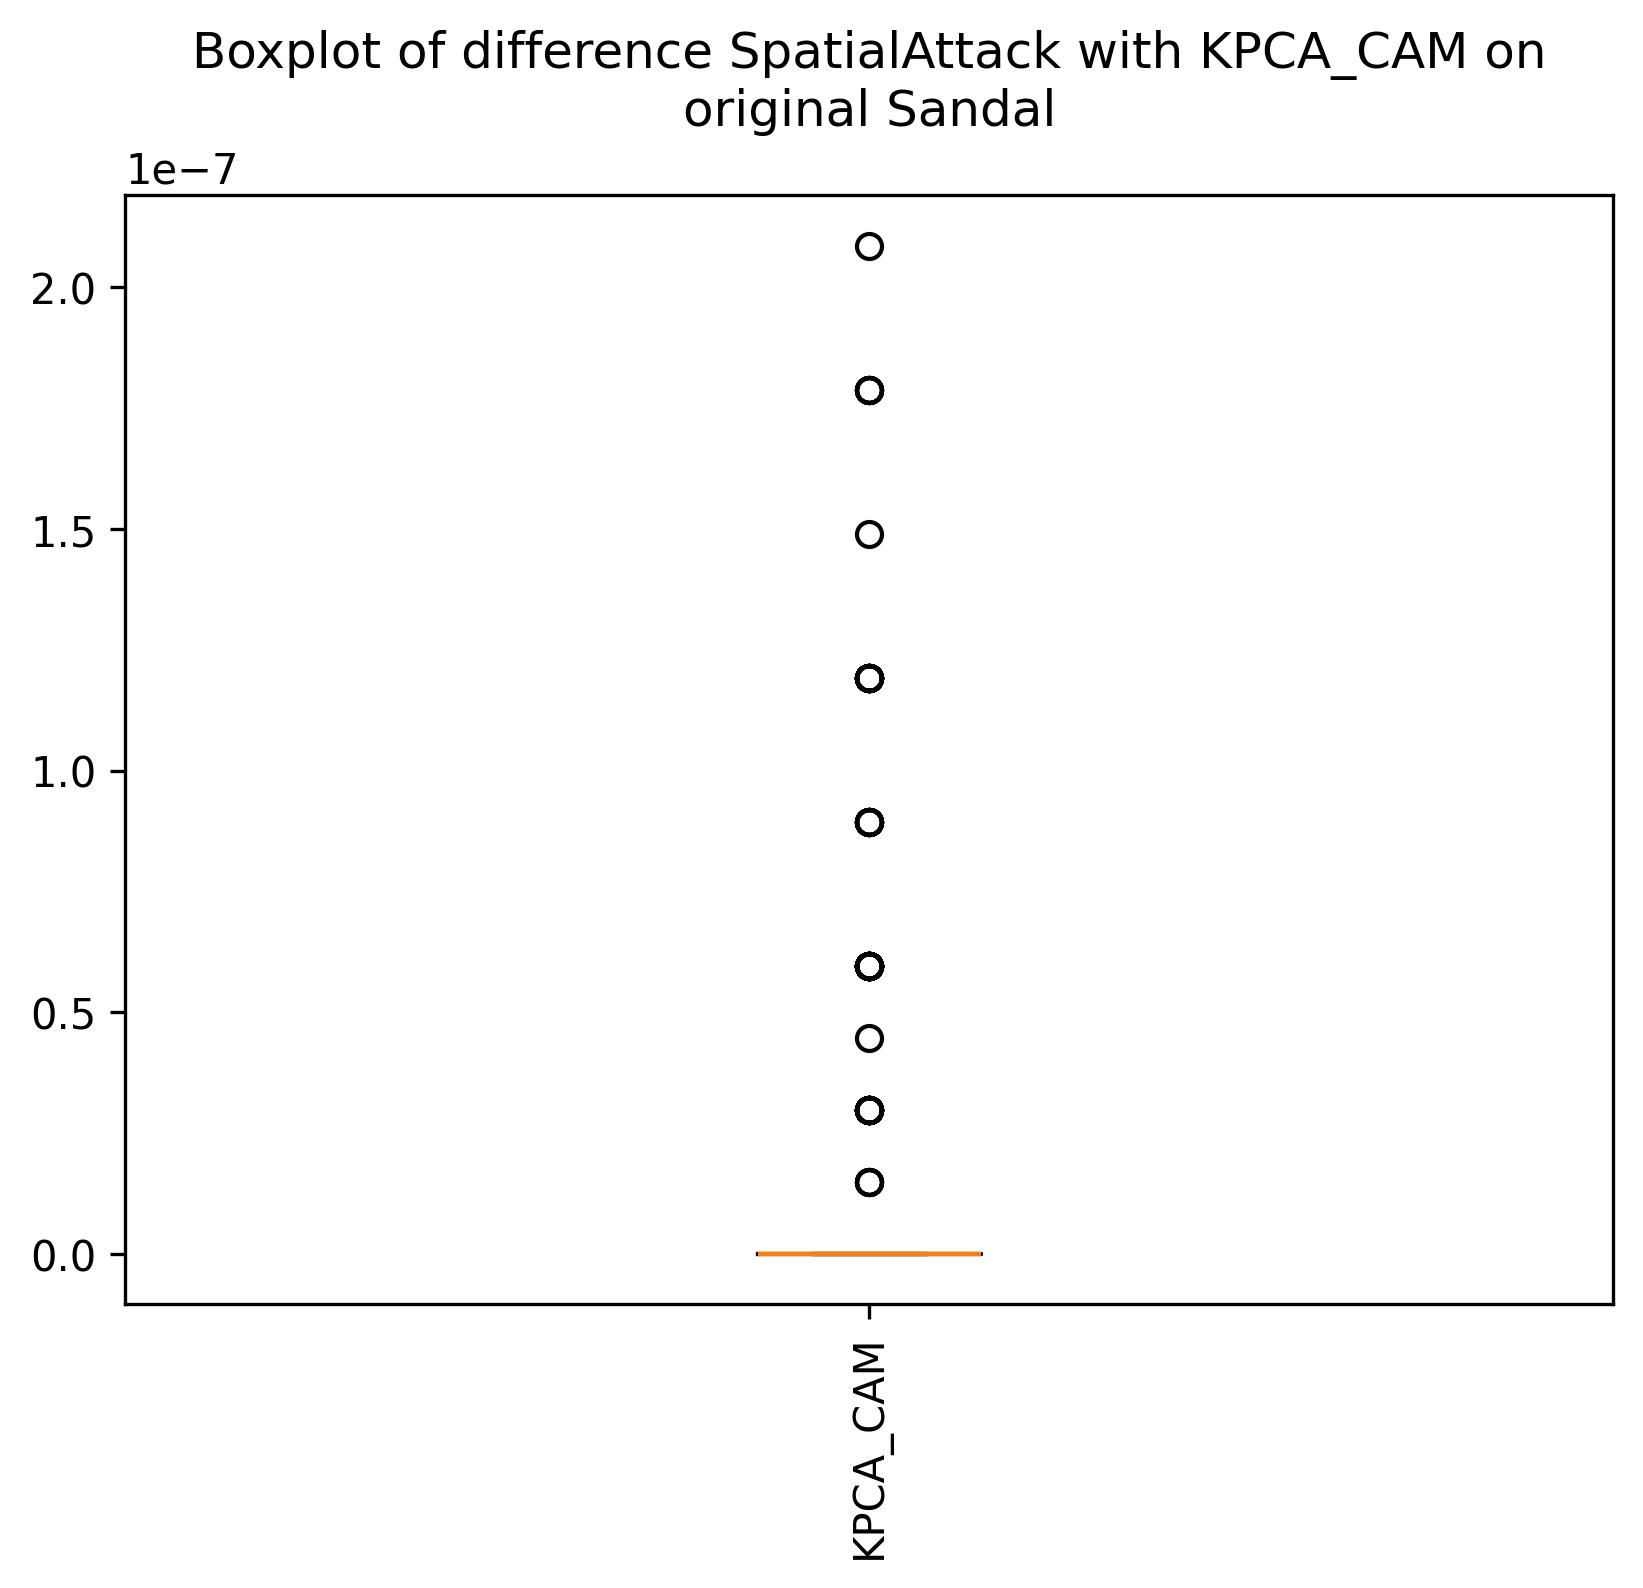 Boxplot of difference SpatialAttack with KPCA_CAM on
original Sandal
1e−7
2.0
1.5
1.0
0.5
0.0
KPCA_CAM